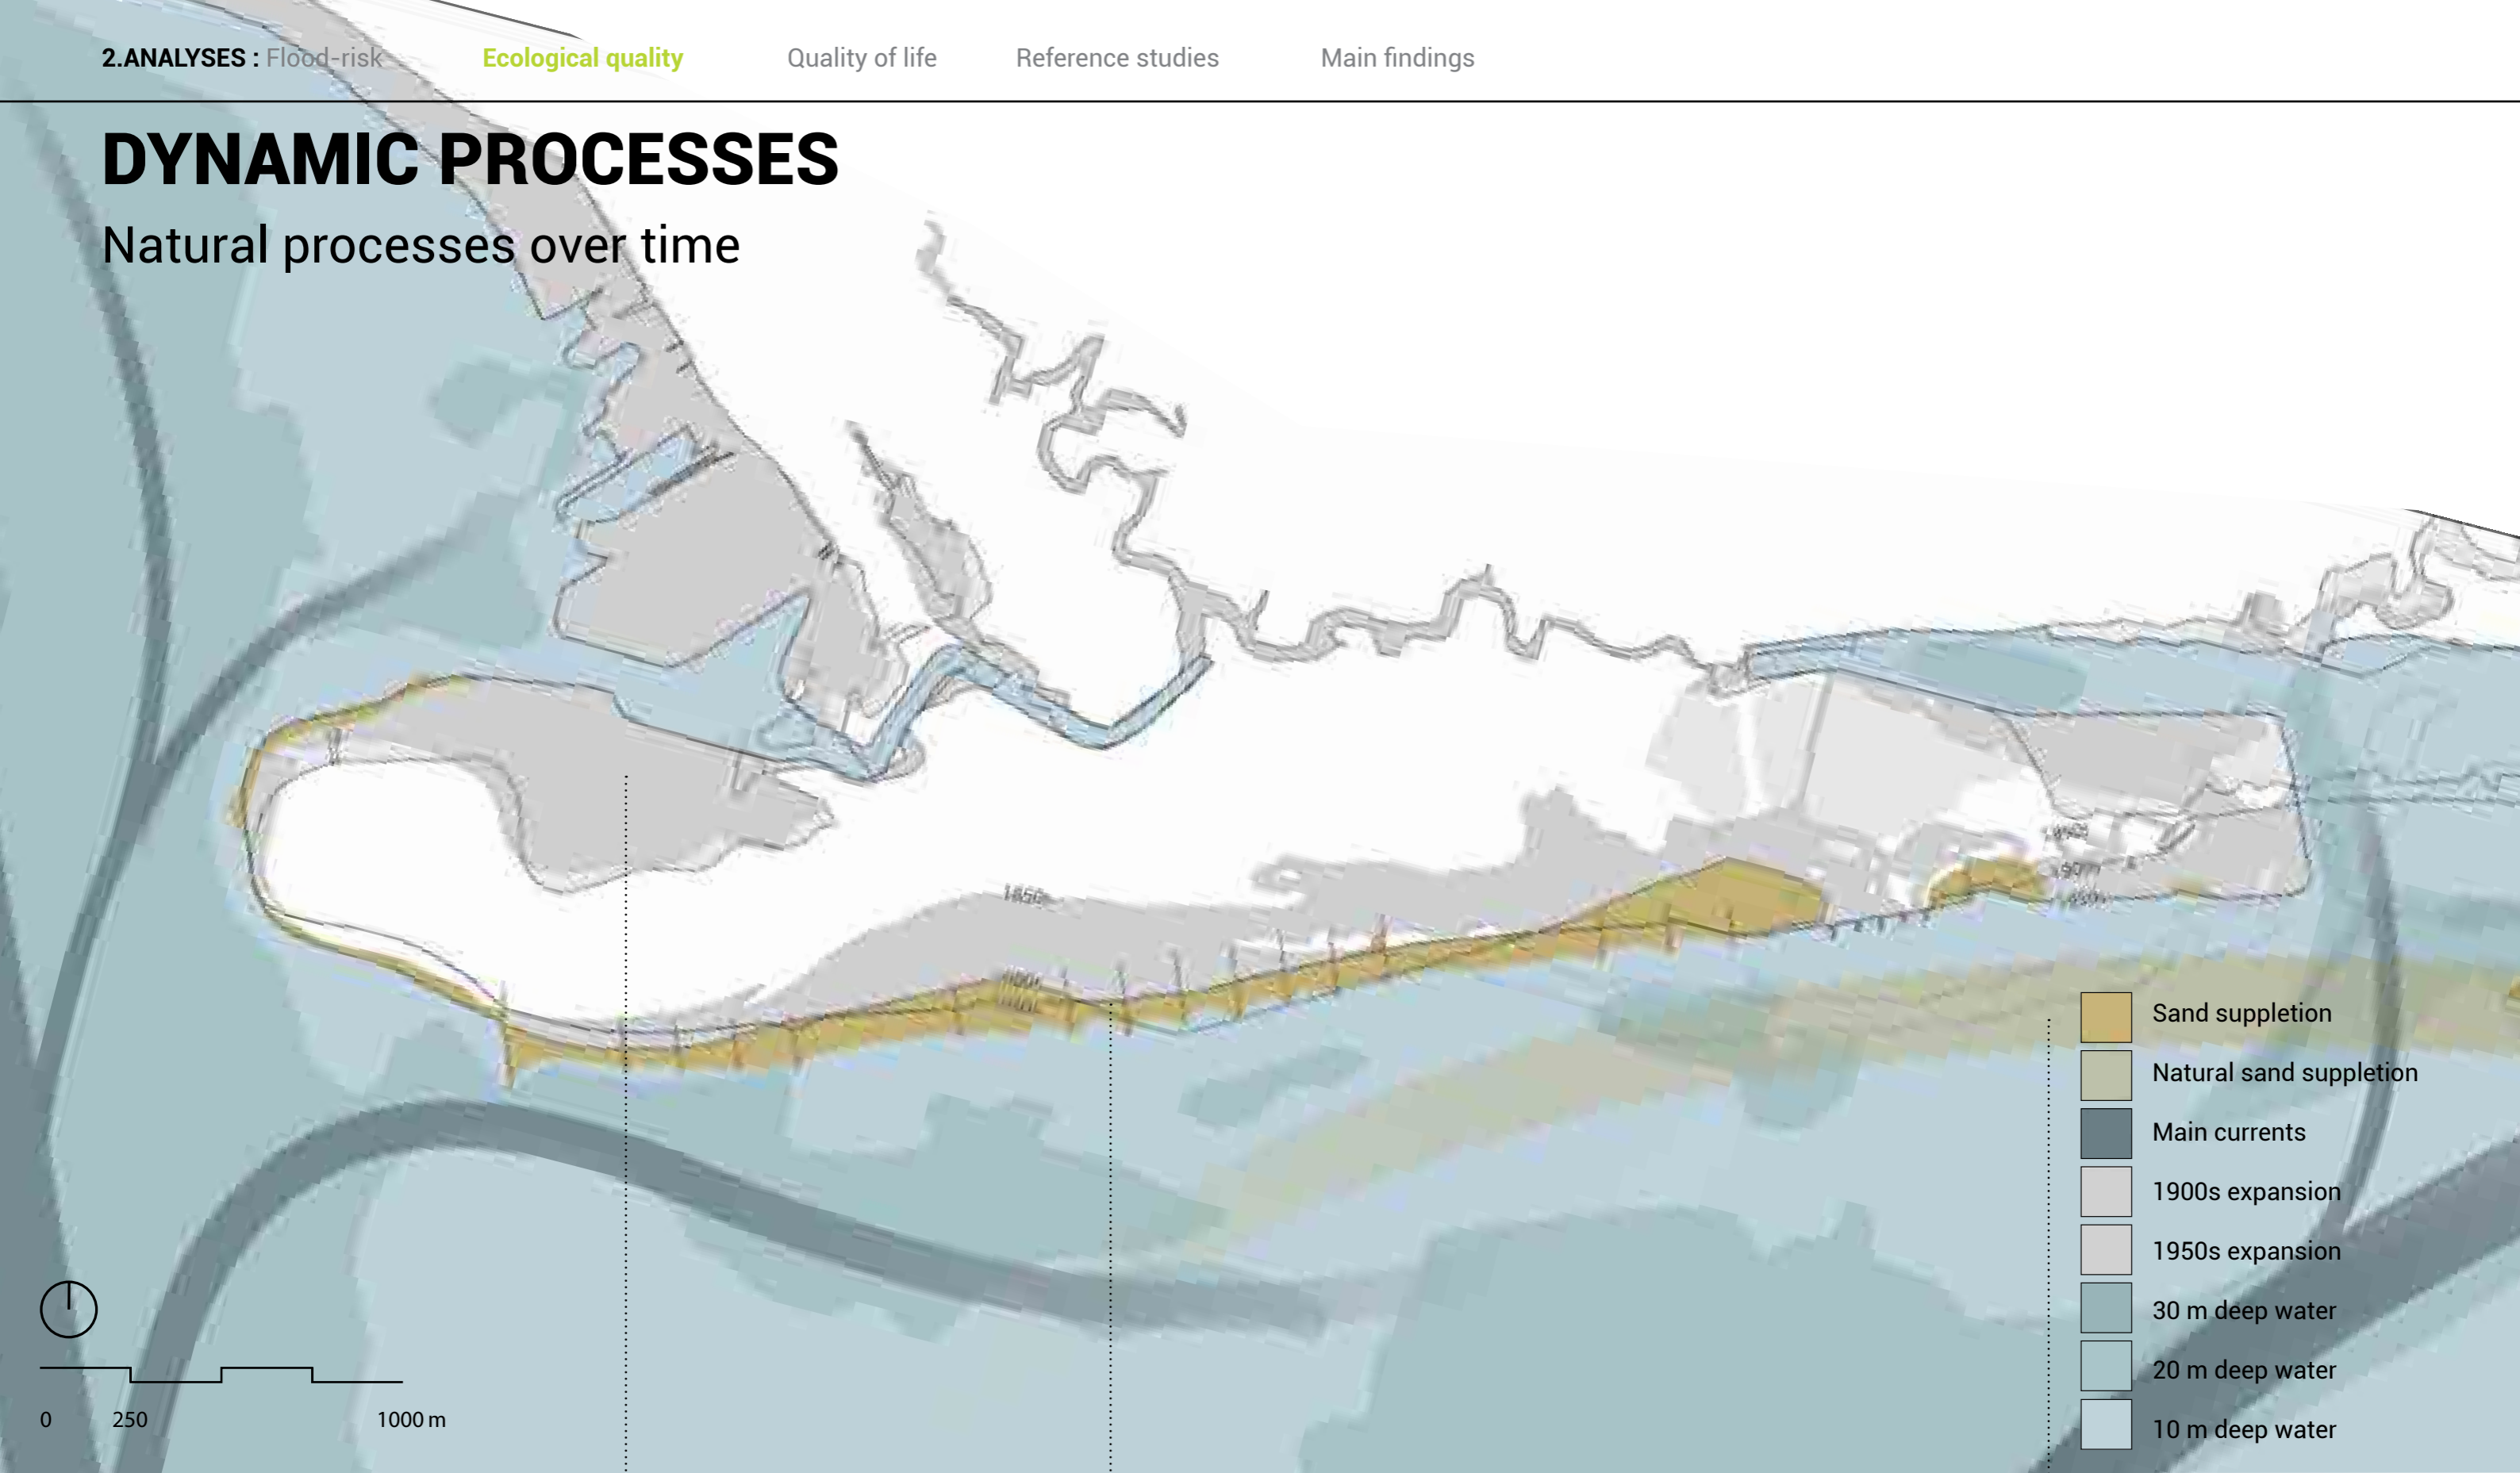 2.ANALYSES : Flood-risk Ecological quality Quality of life Reference studies Main findings
DYNAMIC PROCESSES
Natural processes over time
1850
Sand suppletion
Natural sand suppletion
Main currents
1900s expansion
1950s expansion
30 m deep water
20 m deep water
10 m deep water
0 250 1000 m